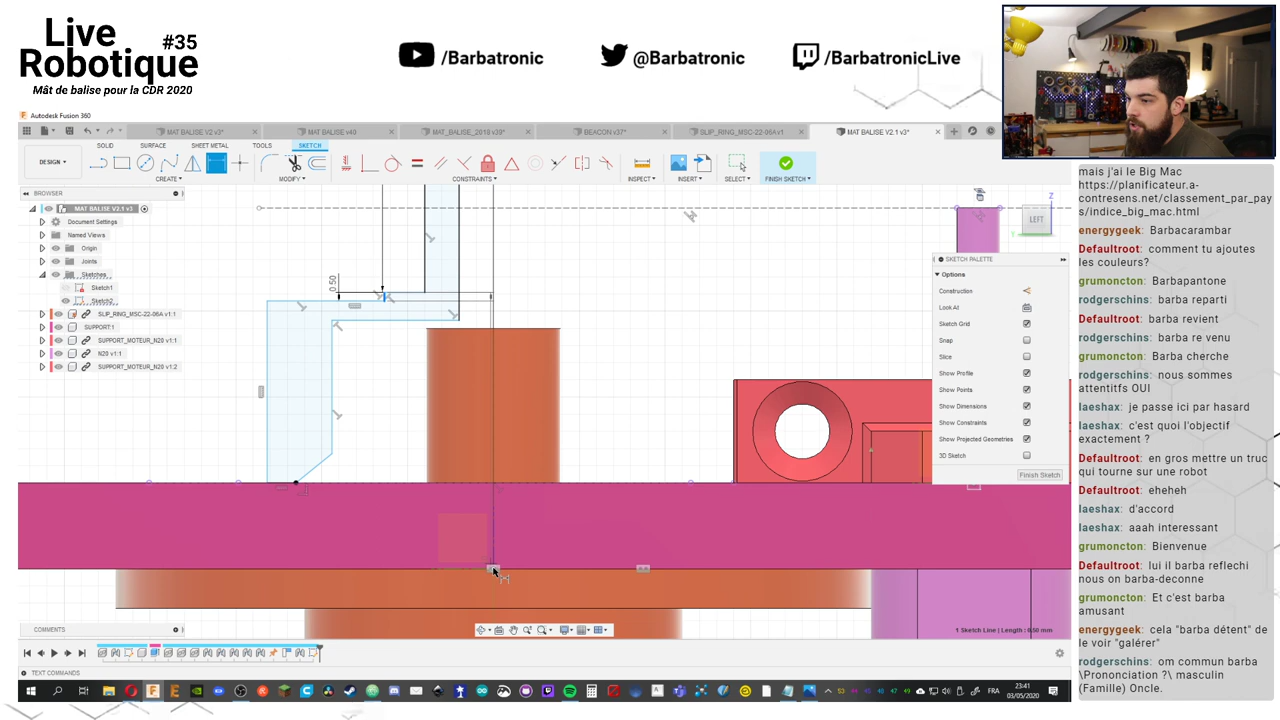 Live
Robotique #35
Mât de balise pour la CDR 2020
/Barbatronic
@Barbatronic
/BarbatronicLive
Autodesk Fusion 360
MAT BALISE V2 v3*
MAT BALISE v49
MAT_BALISE_2019 v39*
BEACON v37*
SLIP_RING_MSC-22-06A v1
MAT BALISE V2.1 v3*
SOLID
SURFACE
SHEET METAL
TOOLS
SKETCH
DESIGN
CREATE
MODIFY
CONSTRAINTS
INSPECT
INSERT
SELECT
FINISH SKETCH
BROWSER
MAT BALISE V2.1 v3
Document Settings
Named Views
Origin
Joints
Sketches
Sketch1
Sketch2
SLIP_RING_MSC-22-06A v1:1
SUPPORT:1
SUPPORT_MOTEUR_N20 v1:1
N20 v1:1
SUPPORT_MOTEUR_N20 v1:2
0.50
Z
LEFT
SKETCH PALETTE
Options
Construction
Look At
Sketch Grid
Snap
Slice
Show Profile
Show Points
Show Dimensions
Show Constraints
Show Projected Geometries
3D Sketch
Finish Sketch
COMMENTS
1 Sketch Line | Length : 0.50 mm
TEXT COMMANDS
FRA
23:41
03/05/2020
mais j'ai le Big Mac
https://planificateur.a-
contresens.net/classement_par_pay
s/indice_big_mac.html
energygeek: Barbacarambar
Defaultroot: comment tu ajoutes
les couleurs?
grumoncton: Barbapantone
rodgerschins: barba reparti
Defaultroot: barba revient
rodgerschins: barba re venu
grumoncton: Barba cherche
rodgerschins: nous sommes
attentitfs OUI
laeshax: je passe ici par hasard
laeshax: c'est quoi l'objectif
exactement ?
Defaultroot: en gros mettre un truc
qui tourne sur une robot
Defaultroot: eheheh
laeshax: d'accord
laeshax: aaah interessant
grumoncton: Bienvenue
Defaultroot: lui il barba reflechi
nous on barba-deconne
grumoncton: Et c'est barba
amusant
energygeek: cela "barba détent" de
le voir "galérer"
rodgerschins: om commun barba
\Prononciation ?\ masculin
(Famille) Oncle.